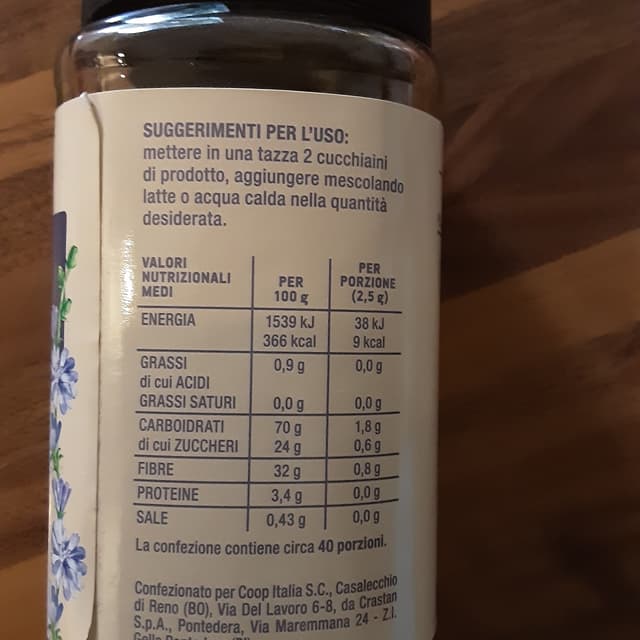 SUGGERIMENTI PER L'USO:
mettere in una tazza 2 cucchiaini
di prodotto, aggiungere mescolando
latte o acqua calda nella quantità
desiderata.
VALORI NUTRIZIONALI MEDI PER 100 g PER PORZIONE (2,5 g)
ENERGIA 1539 kJ 38 kJ
366 kcal 9 kcal
GRASSI 0,9 g 0,0 g
di cui ACIDI
GRASSI SATURI 0,0 g 0,0 g
CARBOIDRATI 70 g 1,8 g
di cui ZUCCHERI 24 g 0,6 g
FIBRE 32 g 0,8 g
PROTEINE 3,4 g 0,0 g
SALE 0,43 g 0,0 g
La confezione contiene circa 40 porzioni.
Confezionato per Coop Italia S.C., Casalecchio
di Reno (BO), Via Del Lavoro 6-8, da Crastan
S.p.A., Pontedera, Via Maremmana 24 - Z.I.